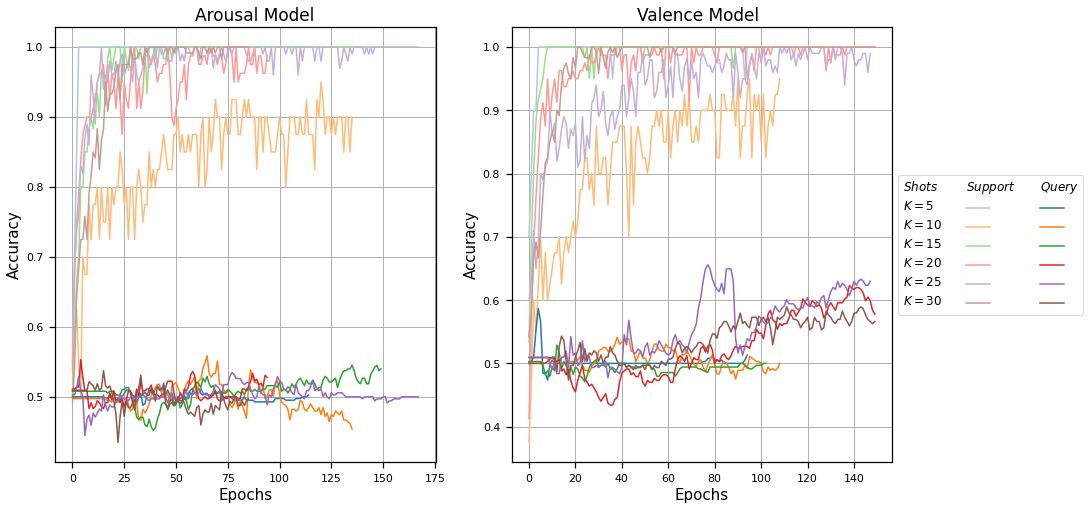 Arousal Model
1.0
0.9
0.8
0.7
0.6
0.5
Accuracy
0 25 50 75 100 125 150 175
Epochs
Valence Model
1.0
0.9
0.8
0.7
0.6
0.5
0.4
Accuracy
0 20 40 60 80 100 120 140
Epochs
Shots Support Query
K = 5
K = 10
K = 15
K = 20
K = 25
K = 30